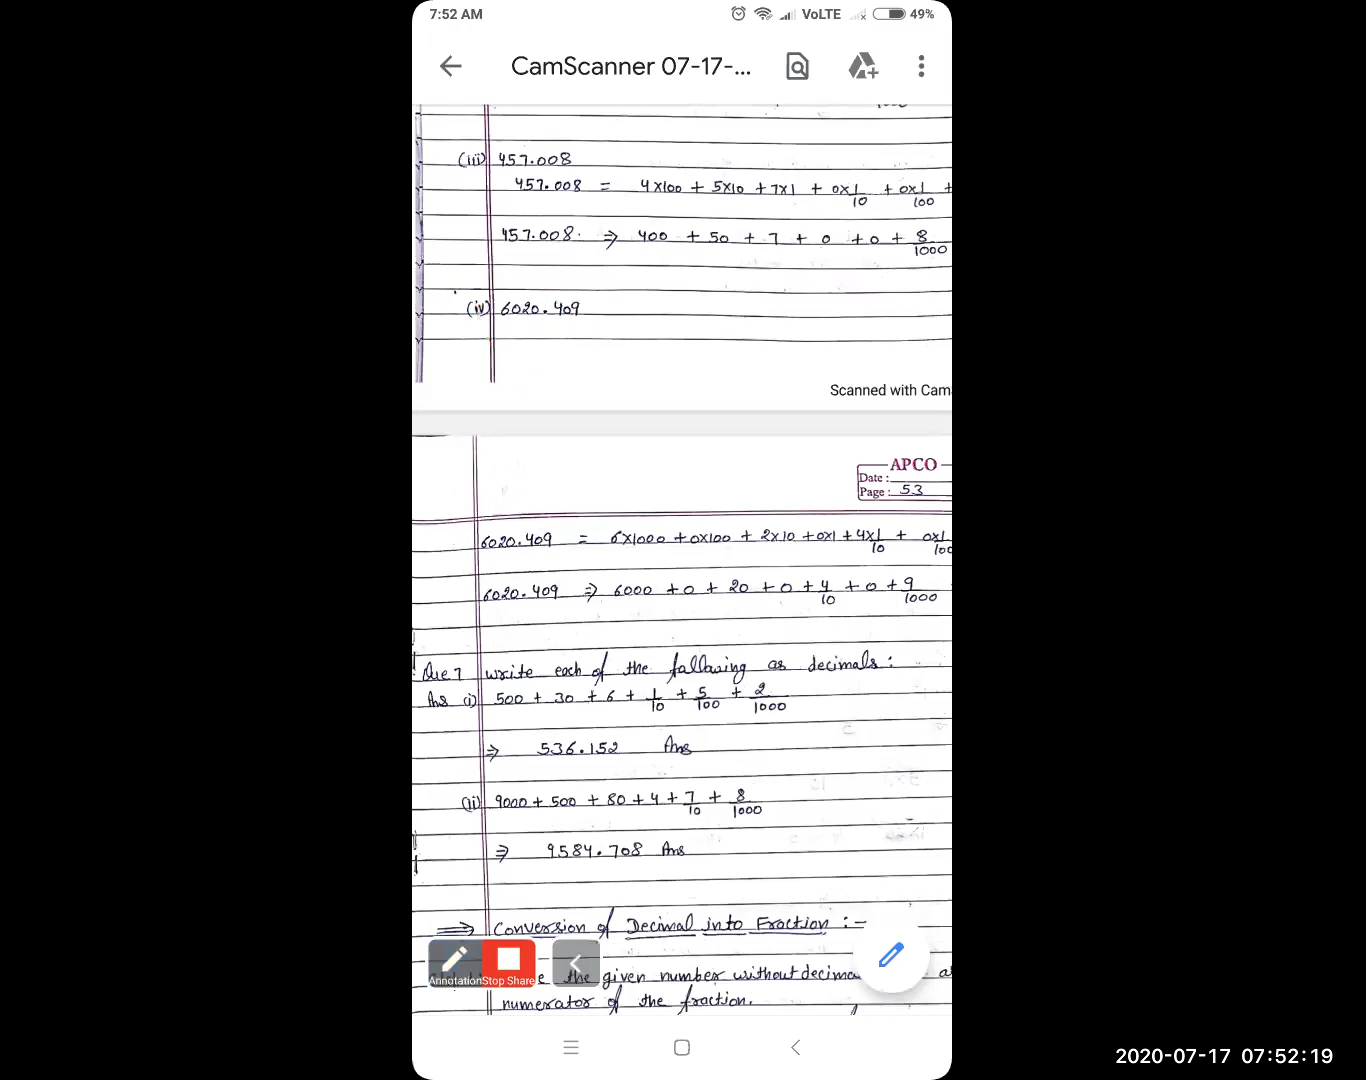 7:52 AM VoLTE 49%
CamScanner 07-17-...
(iii) 457.008
457.008 = 4×100 + 5×10 + 7×1 + 0×1/10 + 0×1/100 +
457.008. ⇒ 400 + 50 + 7 + 0 + 0 + 8/1000
(iv) 6020.409
Scanned with Cam
APCO
Date :
Page : 53
6020.409 = 6×1000 + 0×100 + 2×10 + 0×1 + 4×1/10 + 0×1/100
6020.409 ⇒ 6000 + 0 + 20 + 0 + 4/10 + 0 + 9/1000
Que 7 write each of the following as decimals :
Ans (i) 500 + 30 + 6 + 1/10 + 5/100 + 2/1000
⇒ 536.152 Ans
(ii) 9000 + 500 + 80 + 4 + 7/10 + 8/1000
⇒ 9584.708 Ans
⇒ Conversion of Decimal into Fraction :-
the given number without decima
numerator of the fraction.
Annotation Stop Share
2020-07-17 07:52:19